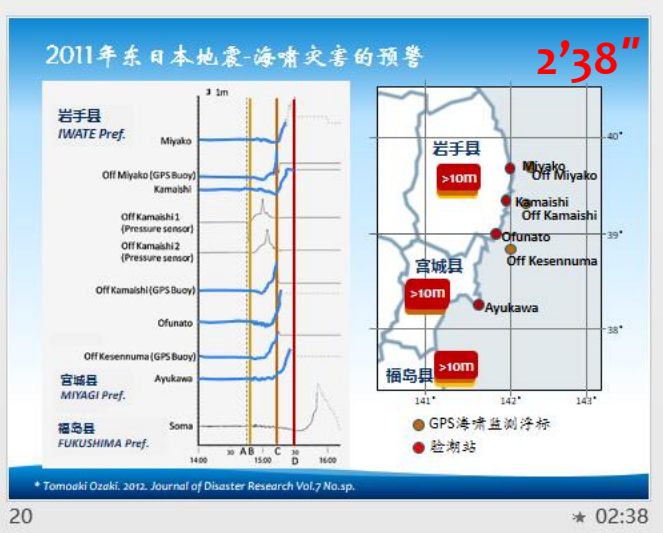 2011年东日本地震-海啸灾害的预警
2’38”
1m
岩手县
IWATE Pref.
Miyako
Off Miyako (GPS Buoy)
Kamaishi
Off Kamaishi 1
(Pressure sensor)
Off Kamaishi 2
(Pressure sensor)
Off Kamaishi (GPS Buoy)
Ofunato
Off Kesennuma (GPS Buoy)
宫城县
MIYAGI Pref.
Ayukawa
福岛县
FUKUSHIMA Pref.
Soma
30 A B C 30
14:00 15:00 D 16:00
40°
岩手县
>10m
Miyako
Off Miyako
Kamaishi
Off Kamaishi
39°
Ofunato
宫城县
Off Kesennuma
>10m
Ayukawa
38°
福岛县
>10m
141° 142° 143°
GPS海啸监测浮标
验潮站
* Tomoaki Ozaki. 2012. Journal of Disaster Research Vol.7 No.sp.
20
02:38